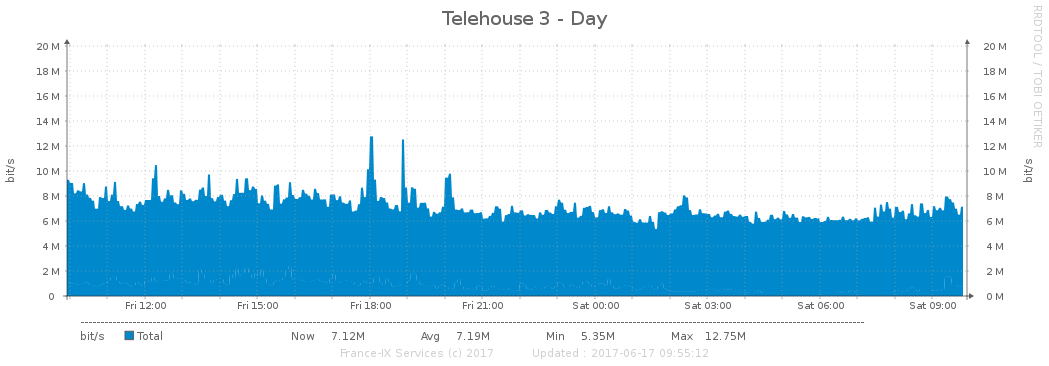 Telehouse 3 - Day
RRDTOOL / TOBI OETIKER
bit/s
20 M 20 M
18 M 18 M
16 M 16 M
14 M 14 M
12 M 12 M
10 M 10 M
8 M 8 M
6 M 6 M
4 M 4 M
2 M 2 M
0 0 M
bit/s
Fri 12:00 Fri 15:00 Fri 18:00 Fri 21:00 Sat 00:00 Sat 03:00 Sat 06:00 Sat 09:00
bit/s Total Now 7.12M Avg 7.19M Min 5.35M Max 12.75M
France-IX Services (c) 2017 Updated : 2017-06-17 09:55:12